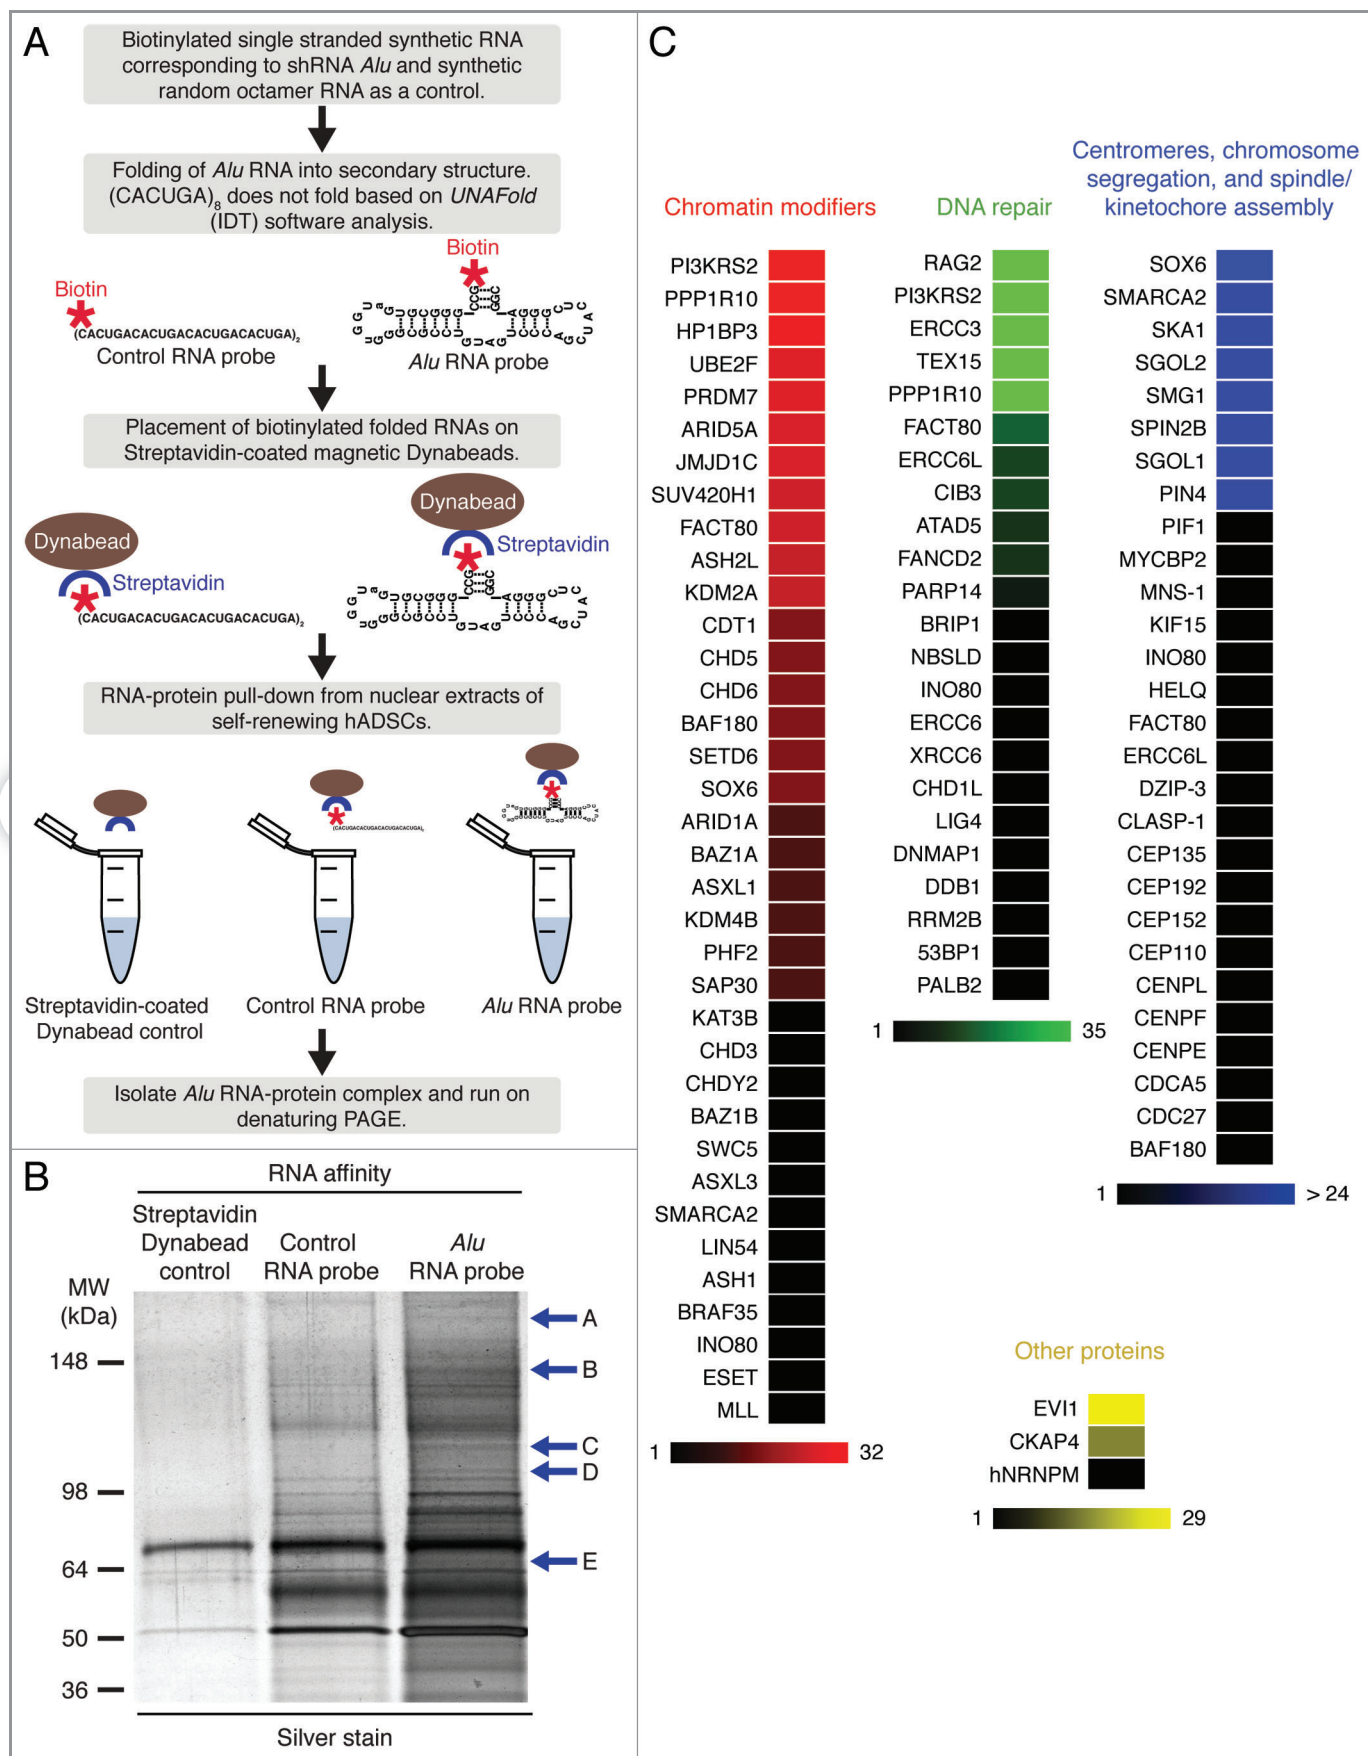 A
Biotinylated single stranded synthetic RNA
corresponding to shRNA Alu and synthetic
random octamer RNA as a control.
Folding of Alu RNA into secondary structure.
(CACUGA)8 does not fold based on UNAFold
(IDT) software analysis.
Biotin
Biotin
(CACUGACACUGACACUGACACUGA)2
Control RNA probe
Alu RNA probe
Placement of biotinylated folded RNAs on
Streptavidin-coated magnetic Dynabeads.
Dynabead
Streptavidin
(CACUGACACUGACACUGACACUGA)2
Dynabead
Streptavidin
RNA-protein pull-down from nuclear extracts of
self-renewing hADSCs.
(CACUGACACUGACACUGACACUGA)2
Streptavidin-coated
Dynabead control
Control RNA probe
Alu RNA probe
Isolate Alu RNA-protein complex and run on
denaturing PAGE.
B
RNA affinity
Streptavidin
Dynabead
control
Control
RNA probe
Alu
RNA probe
MW
(kDa)
148
98
64
50
36
A
B
C
D
E
Silver stain
C
Chromatin modifiers
PI3KRS2
PPP1R10
HP1BP3
UBE2F
PRDM7
ARID5A
JMJD1C
SUV420H1
FACT80
ASH2L
KDM2A
CDT1
CHD5
CHD6
BAF180
SETD6
SOX6
ARID1A
BAZ1A
ASXL1
KDM4B
PHF2
SAP30
KAT3B
CHD3
CHDY2
BAZ1B
SWC5
ASXL3
SMARCA2
LIN54
ASH1
BRAF35
INO80
ESET
MLL
1 32
DNA repair
RAG2
PI3KRS2
ERCC3
TEX15
PPP1R10
FACT80
ERCC6L
CIB3
ATAD5
FANCD2
PARP14
BRIP1
NBSLD
INO80
ERCC6
XRCC6
CHD1L
LIG4
DNMAP1
DDB1
RRM2B
53BP1
PALB2
1 35
Centromeres, chromosome
segregation, and spindle/
kinetochore assembly
SOX6
SMARCA2
SKA1
SGOL2
SMG1
SPIN2B
SGOL1
PIN4
PIF1
MYCBP2
MNS-1
KIF15
INO80
HELQ
FACT80
ERCC6L
DZIP-3
CLASP-1
CEP135
CEP192
CEP152
CEP110
CENPL
CENPF
CENPE
CDCA5
CDC27
BAF180
1 > 24
Other proteins
EVI1
CKAP4
hNRNPM
1 29